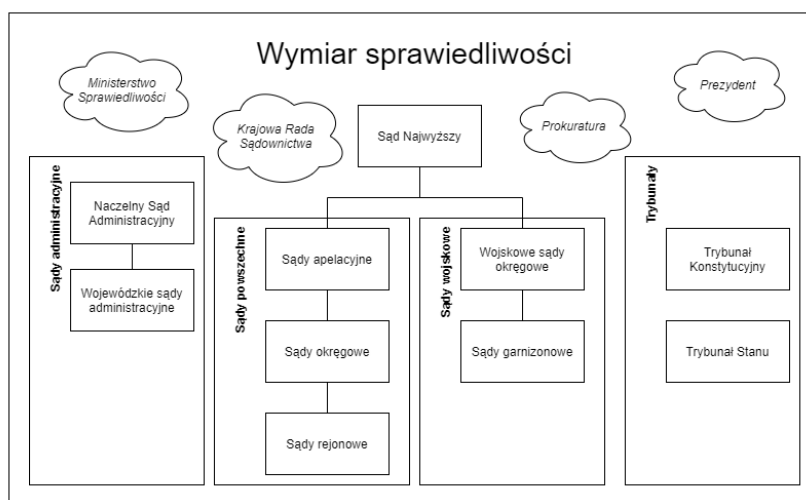 Wymiar sprawiedliwości
Ministerstwo
Sprawiedliwości
Krajowa Rada
Sądownictwa
Sąd Najwyższy
Prokuratura
Prezydent
Sądy administracyjne
Naczelny Sąd
Administracyjny
Wojewódzkie sądy
administracyjne
Sądy powszechne
Sądy apelacyjne
Sądy okręgowe
Sądy rejonowe
Sądy wojskowe
Wojskowe sądy
okręgowe
Sądy garnizonowe
Trybunały
Trybunał
Konstytucyjny
Trybunał Stanu